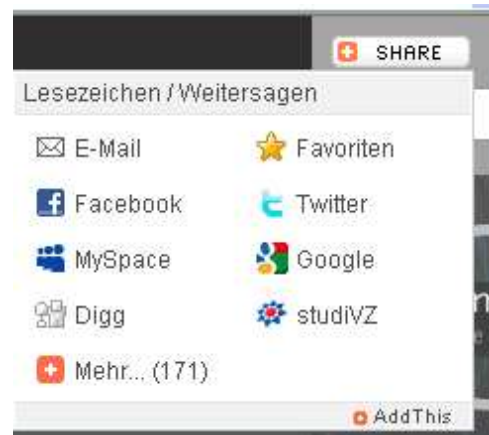 SHARE
Lesezeichen / Weitersagen
E-Mail
Favoriten
Facebook
Twitter
MySpace
Google
Digg
studiVZ
Mehr... (171)
AddThis